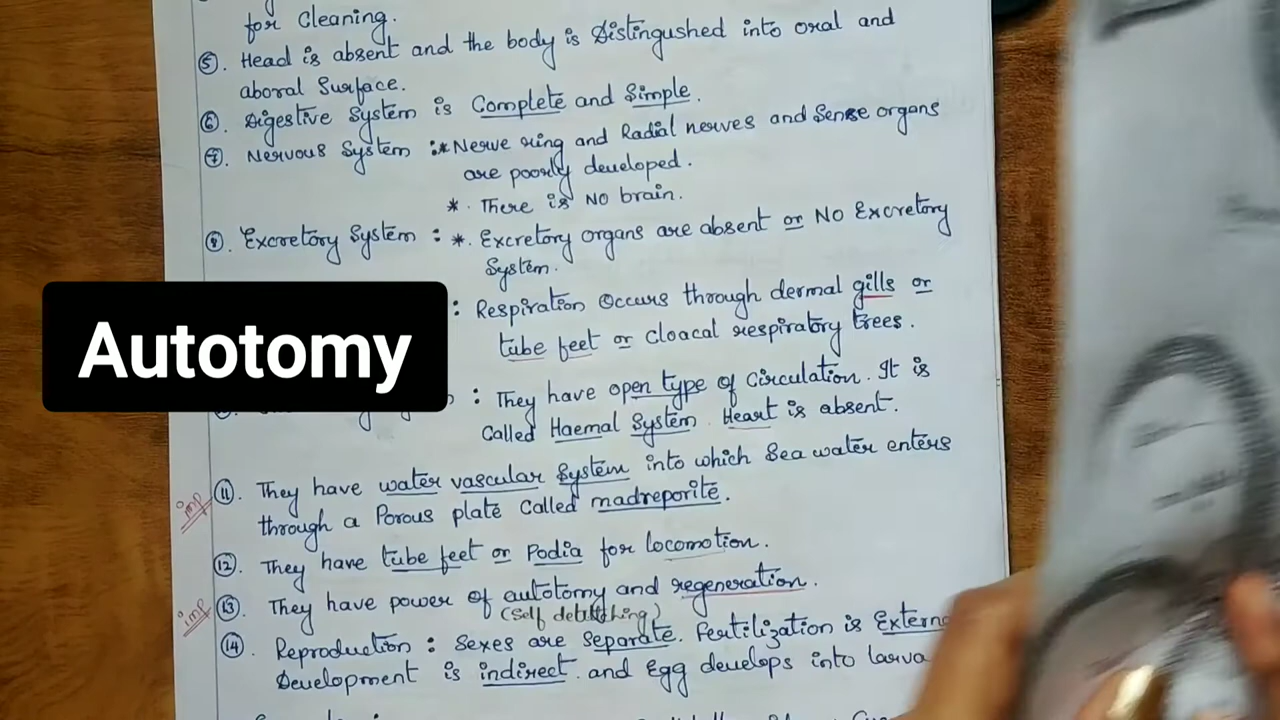 for Cleaning.
⑤. Head is absent and the body is Distingushed into oral and
aboral Surface.
⑥. Digestive System is Complete and Simple.
⑦. Nervous System :* Nerve ring and Radial nerves and Sense organs
are poorly developed.
*. There is No brain.
⑧. Excretory System : *. Excretory organs are absent or No Excretory
System.
: Respiration Occurs through dermal gills or
tube feet or Cloacal respiratory trees.
Autotomy
: They have open type of Circulation. It is
Called Haemal System. Heart is absent.
imp ⑪. They have water vascular System into which Sea water enters
through a Porous plate Called madreporite.
⑫. They have tube feet or Podia for locomotion.
imp ⑬. They have power of autotomy and regeneration.
(Self detatching)
⑭. Reproduction : Sexes are Separate. Fertilization is
Development is indirect and Egg develops into larva